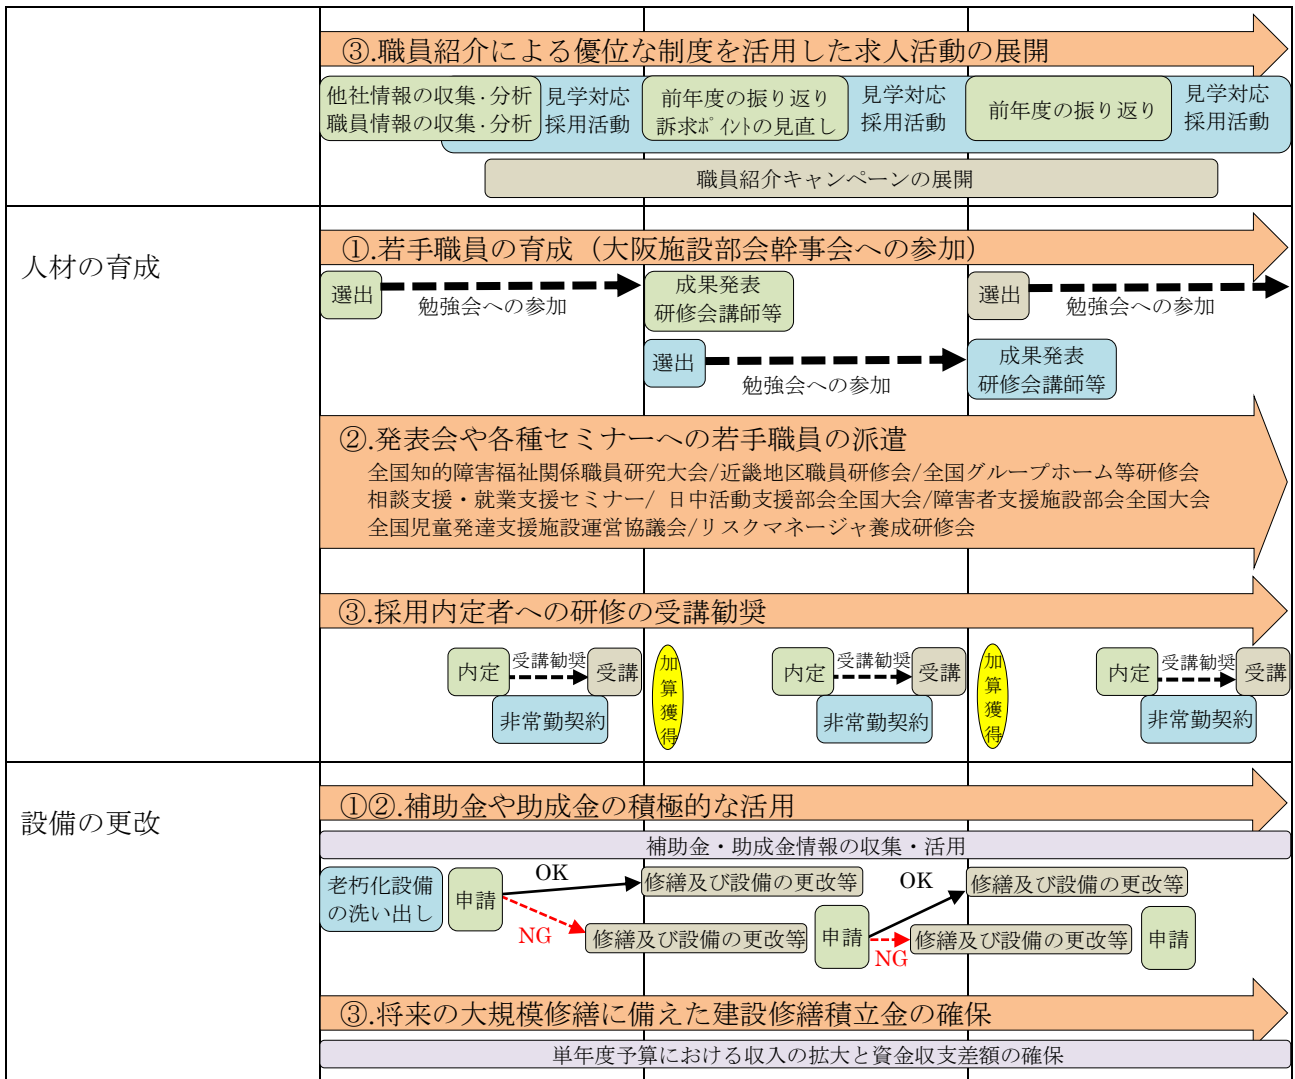 ③.職員紹介による優位な制度を活用した求人活動の展開
他社情報の収集·分析
職員情報の収集·分析
見学対応
採用活動
前年度の振り返り
訴求ﾎﾟｲﾝﾄの見直し
見学対応
採用活動
前年度の振り返り
見学対応
採用活動
職員紹介キャンペーンの展開
人材の育成
①.若手職員の育成（大阪施設部会幹事会への参加）
選出
勉強会への参加
成果発表
研修会講師等
選出
勉強会への参加
選出
勉強会への参加
成果発表
研修会講師等
②.発表会や各種セミナーへの若手職員の派遣
全国知的障害福祉関係職員研究大会/近畿地区職員研修会/全国グループホーム等研修会
相談支援・就業支援セミナー/ 日中活動支援部会全国大会/障害者支援施設部会全国大会
全国児童発達支援施設運営協議会/リスクマネージャ養成研修会
③.採用内定者への研修の受講勧奨
内定
受講勧奨
受講
非常勤契約
加算獲得
内定
受講勧奨
受講
非常勤契約
加算獲得
内定
受講勧奨
受講
非常勤契約
設備の更改
①②.補助金や助成金の積極的な活用
補助金・助成金情報の収集・活用
老朽化設備
の洗い出し
申請
OK
修繕及び設備の更改等
NG
修繕及び設備の更改等
申請
OK
修繕及び設備の更改等
NG
修繕及び設備の更改等
申請
③.将来の大規模修繕に備えた建設修繕積立金の確保
単年度予算における収入の拡大と資金収支差額の確保